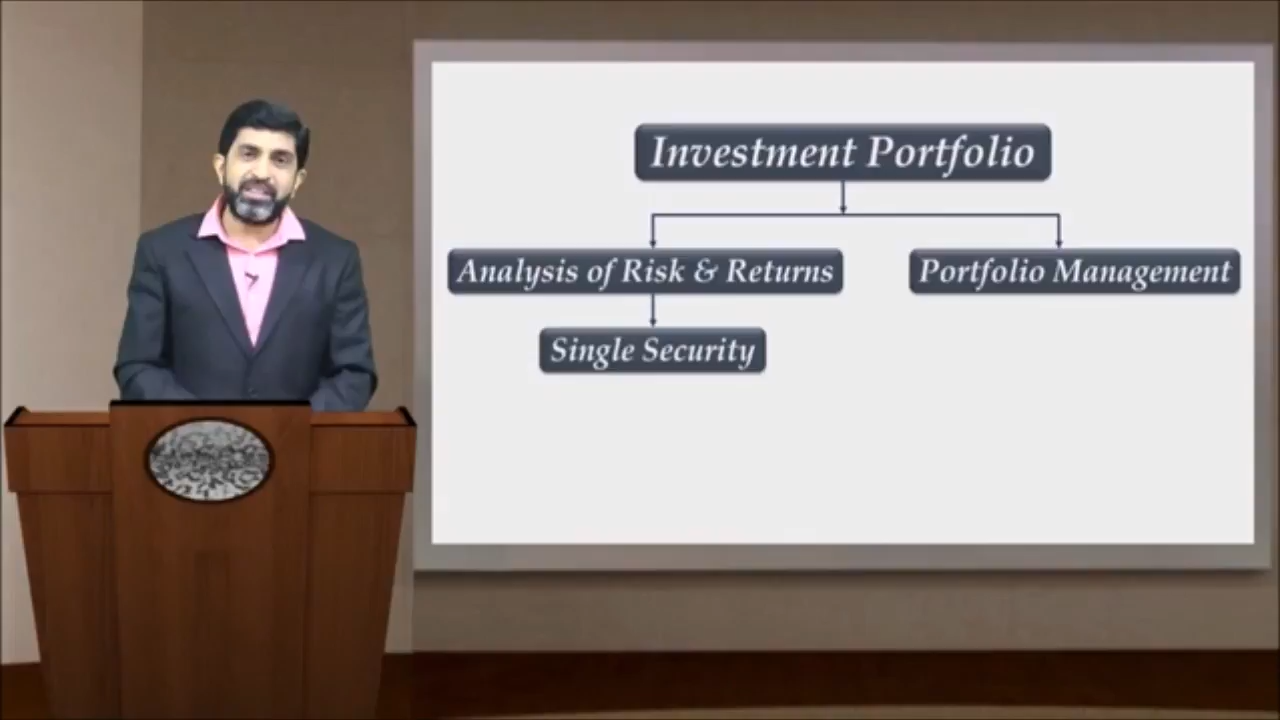 Investment Portfolio
Analysis of Risk & Returns
Portfolio Management
Single Security